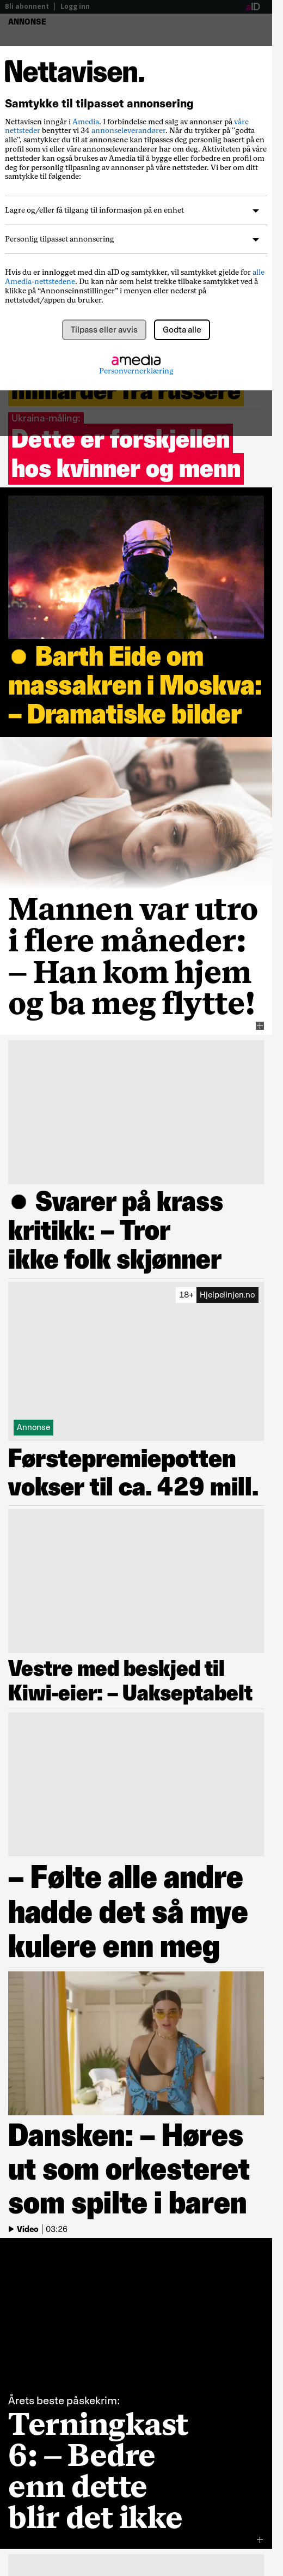 Bli abonnent | Logg inn
aID
ANNONSE
Nettavisen.
Samtykke til tilpasset annonsering
Nettavisen inngår i Amedia. I forbindelse med salg av annonser på våre
nettsteder benytter vi 34 annonseleverandører. Når du trykker på "godta
alle", samtykker du til at annonsene kan tilpasses deg personlig basert på en
profil som vi eller våre annonseleverandører har om deg. Aktiviteten på våre
nettsteder kan også brukes av Amedia til å bygge eller forbedre en profil om
deg for personlig tilpasning av annonser på våre nettsteder. Vi ber om ditt
samtykke til følgende:
Lagre og/eller få tilgang til informasjon på en enhet
Personlig tilpasset annonsering
Hvis du er innlogget med din aID og samtykker, vil samtykket gjelde for alle
Amedia-nettstedene. Du kan når som helst trekke tilbake samtykket ved å
klikke på “Annonseinnstillinger” i menyen eller nederst på
nettstedet/appen du bruker.
Tilpass eller avvis
Godta alle
amedia
Personvernerklæring
milliarder fra russere
Ukraina-måling:
Dette er forskjellen
hos kvinner og menn
Barth Eide om
massakren i Moskva:
– Dramatiske bilder
Mannen var utro
i flere måneder:
– Han kom hjem
og ba meg flytte!
Svarer på krass
kritikk: – Tror
ikke folk skjønner
18+ Hjelpelinjen.no
Annonse
Førstepremiepotten
vokser til ca. 429 mill.
Vestre med beskjed til
Kiwi-eier: – Uakseptabelt
– Følte alle andre
hadde det så mye
kulere enn meg
Dansken: – Høres
ut som orkesteret
som spilte i baren
Video | 03:26
Årets beste påskekrim:
Terningkast
6: – Bedre
enn dette
blir det ikke